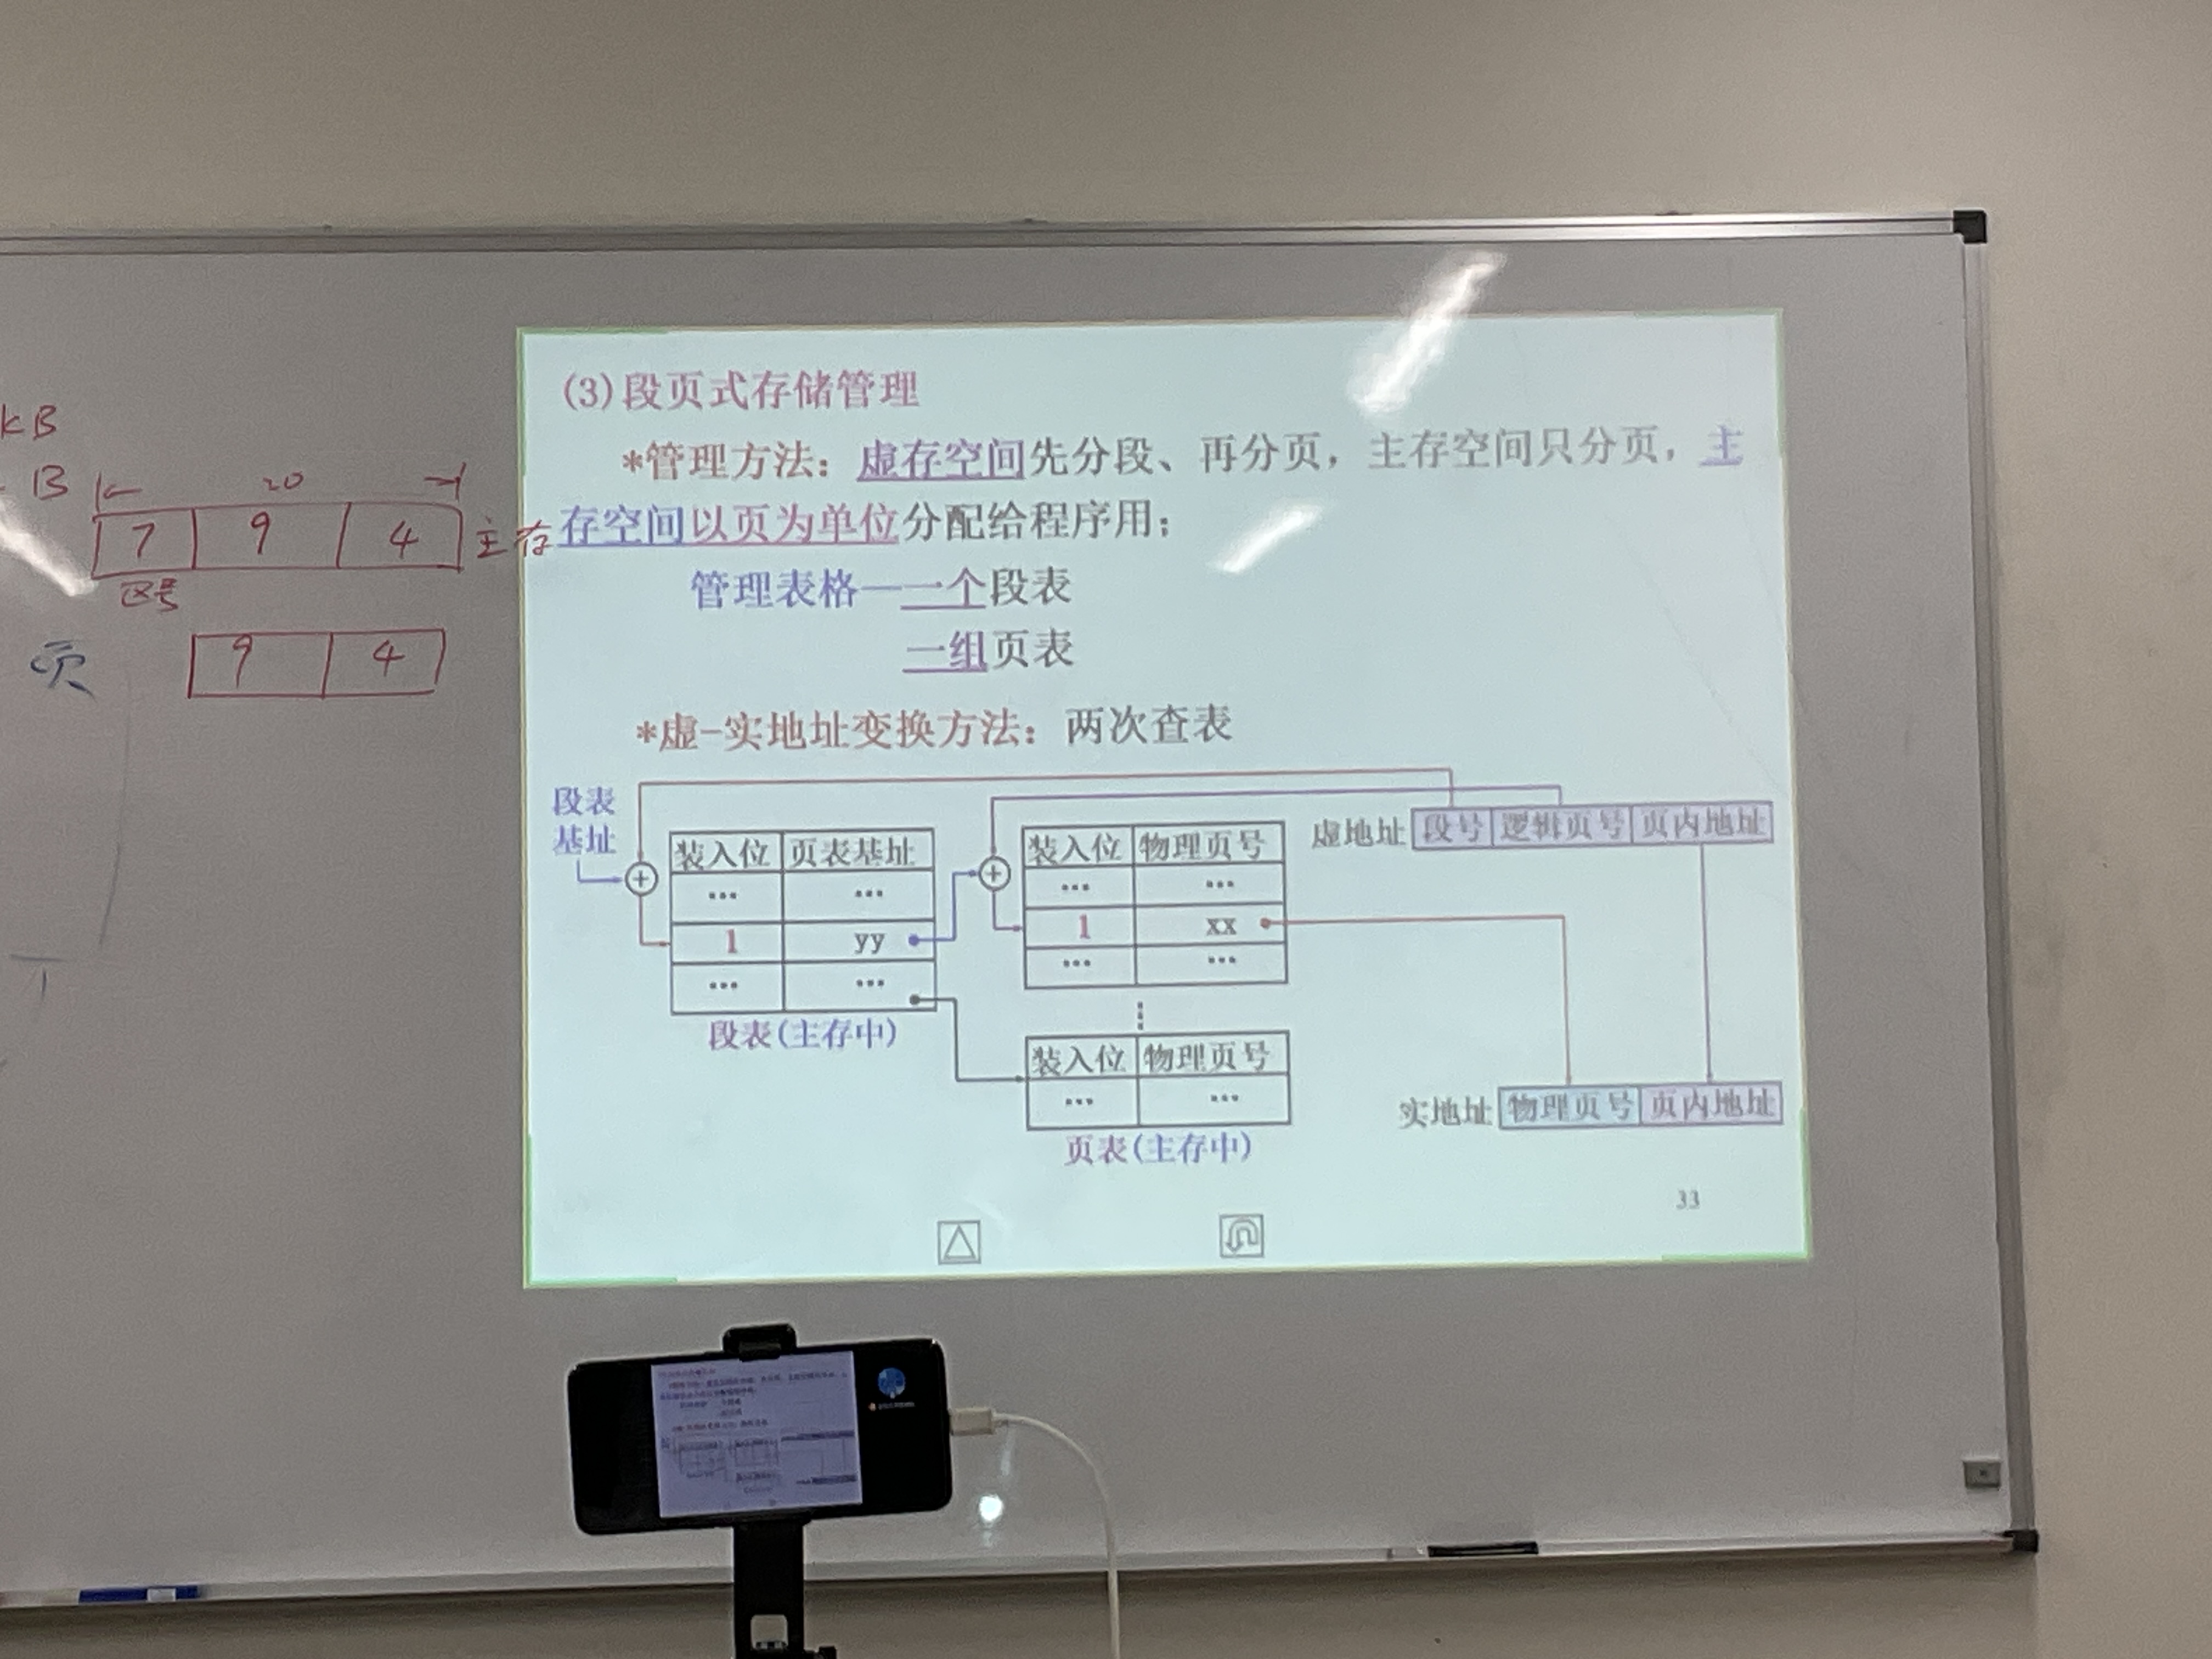 KB
B
20
7 9 4 主存
区号
页
9 4
(3)段页式存储管理
*管理方法：虚存空间先分段、再分页，主存空间只分页，主
存空间以页为单位分配给程序用；
管理表格—一个段表
一组页表
*虚-实地址变换方法：两次查表
段表
基址
装入位 页表基址
... ...
1 yy
... ...
段表(主存中)
装入位 物理页号
... ...
1 xx
... ...
装入位 物理页号
... ...
页表(主存中)
虚地址 段号 逻辑页号 页内地址
实地址 物理页号 页内地址
33